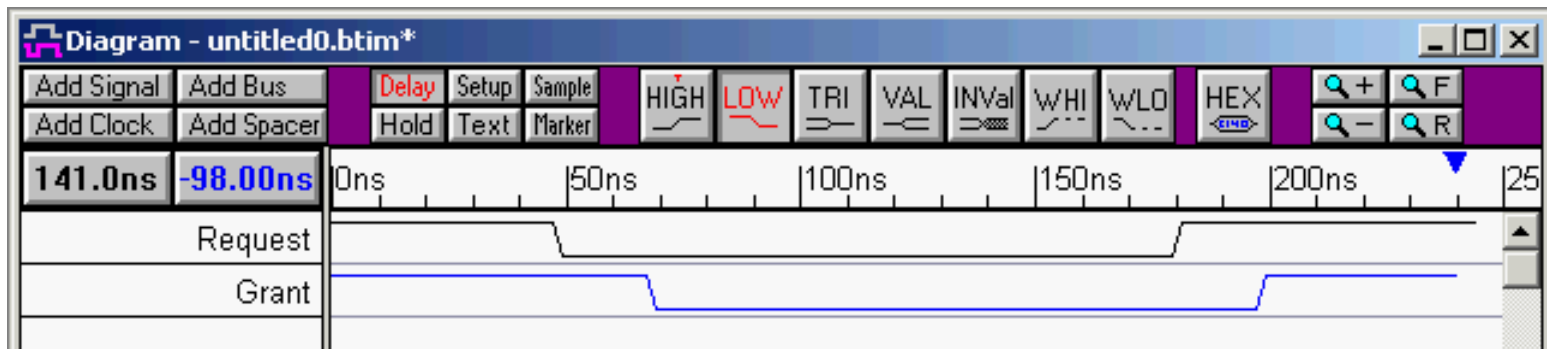 Diagram - untitled0.btim*
Add Signal Add Bus Delay Setup Sample HIGH LOW TRI VAL INVal WHI WLO HEX + F
Add Clock Add Spacer Hold Text Marker - R
141.0ns -98.00ns 0ns 50ns 100ns 150ns 200ns 25
Request
Grant